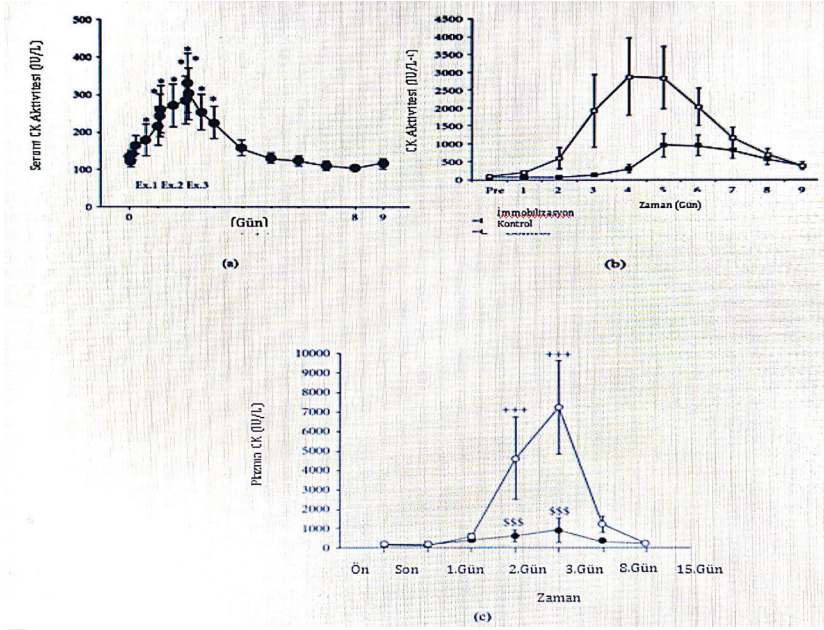 Serum CK Aktivitesi (IU/L)
500
400
300
200
100
0
* * * * * * * *
Ex.1 Ex.2 Ex.3
0 8 9
(Gün)
(a)
CK Aktivitesi (IU/L-¹)
4500
4000
3500
3000
2500
2000
1500
1000
500
0
Pre 1 2 3 4 5 6 7 8 9
Zaman (Gün)
İmmobilizasyon
Kontrol
(b)
Plazma CK (IU/L)
10000
9000
8000
7000
6000
5000
4000
3000
2000
1000
0
+++
+++
$$$
$$$
Ön Son 1.Gün 2.Gün 3.Gün 8.Gün 15.Gün
Zaman
(c)